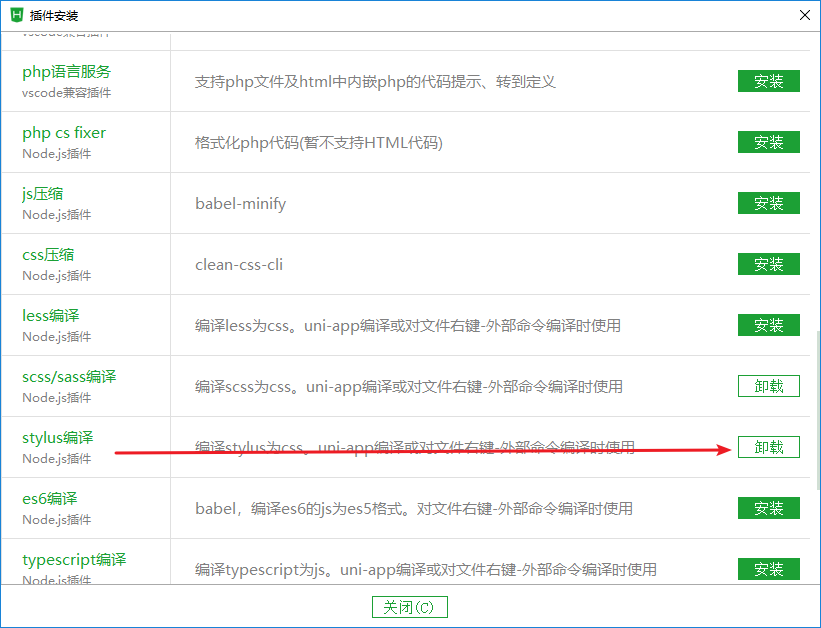 插件安装
vscode兼容插件
php语言服务
vscode兼容插件
支持php文件及html中内嵌php的代码提示、转到定义
安装
php cs fixer
Node.js插件
格式化php代码(暂不支持HTML代码)
安装
js压缩
Node.js插件
babel-minify
安装
css压缩
Node.js插件
clean-css-cli
安装
less编译
Node.js插件
编译less为css。uni-app编译或对文件右键-外部命令编译时使用
安装
scss/sass编译
Node.js插件
编译scss为css。uni-app编译或对文件右键-外部命令编译时使用
卸载
stylus编译
Node.js插件
编译stylus为css。uni-app编译或对文件右键-外部命令编译时使用
卸载
es6编译
Node.js插件
babel，编译es6的js为es5格式。对文件右键-外部命令编译时使用
安装
typescript编译
Node.js插件
编译typescript为js。uni-app编译或对文件右键-外部命令编译时使用
安装
关闭(C)